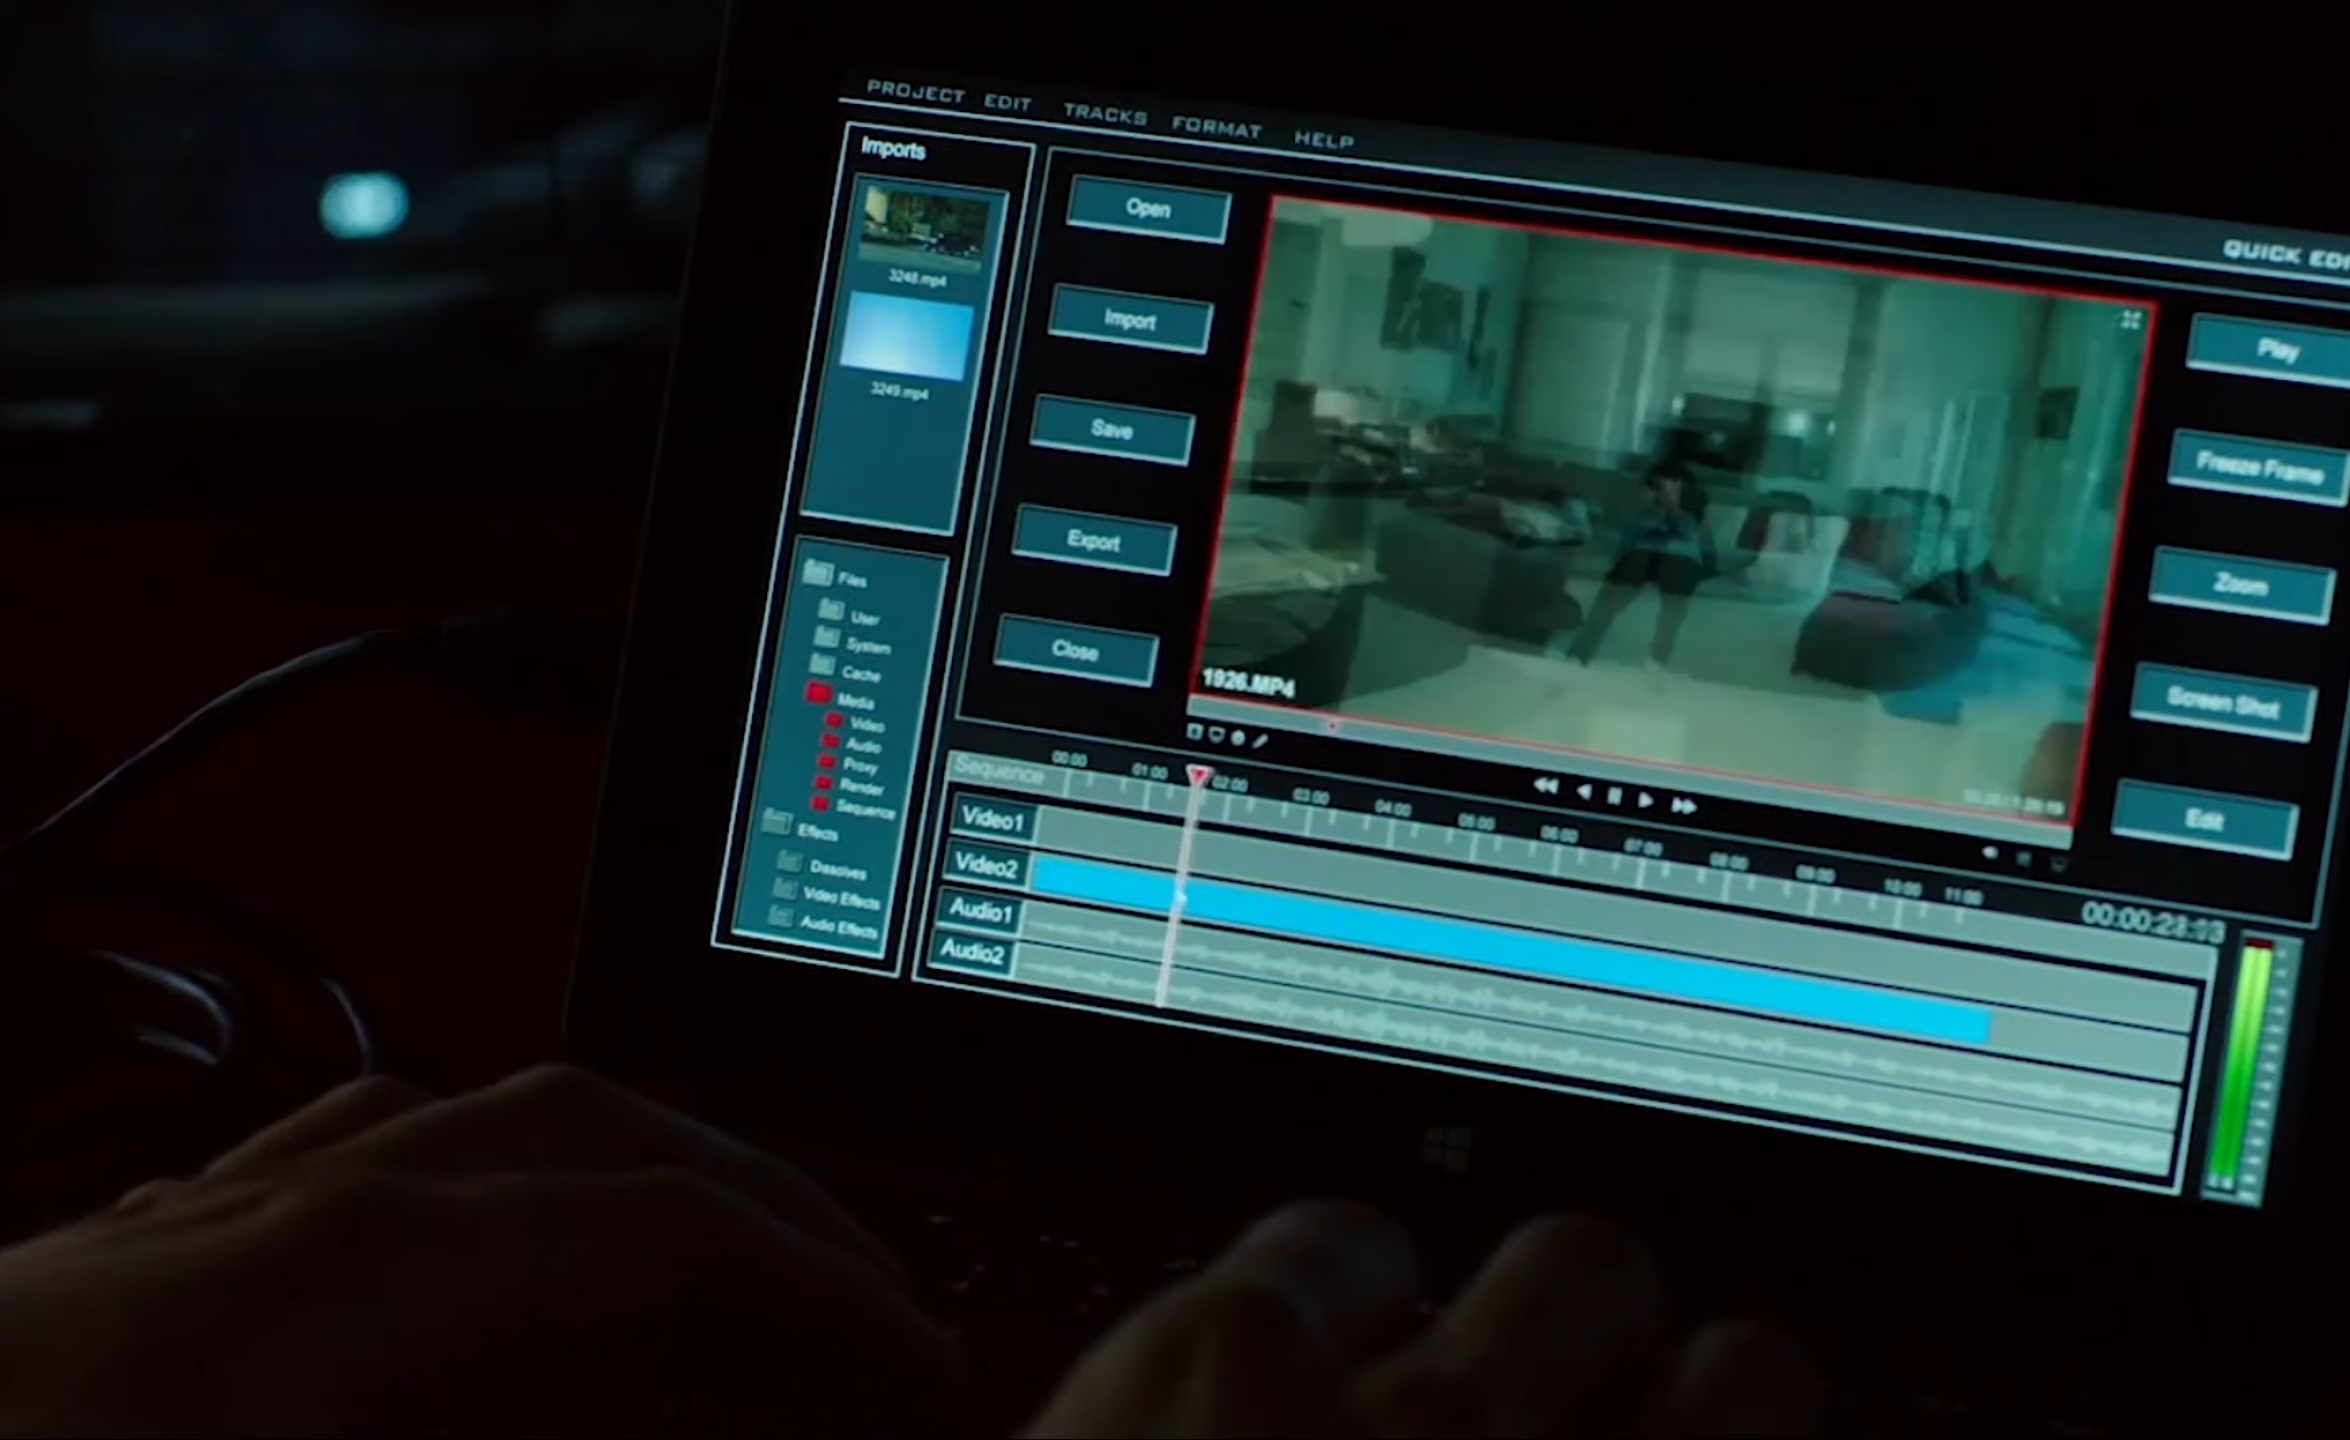 PROJECT EDIT TRACKS FORMAT HELP
QUICK EDI
Imports
3248.mp4
3249.mp4
Files
User
System
Cache
Media
Video
Audio
Proxy
Render
Sequence
Effects
Dissolves
Video Effects
Audio Effects
Open
Import
Save
Export
Close
1926.MP4
Play
Freeze Frame
Zoom
Screen Shot
Edit
Sequence
00:00 01:00 02:00 03:00 04:00 05:00 06:00 07:00 08:00 09:00 10:00 11:00
Video1
Video2
Audio1
Audio2